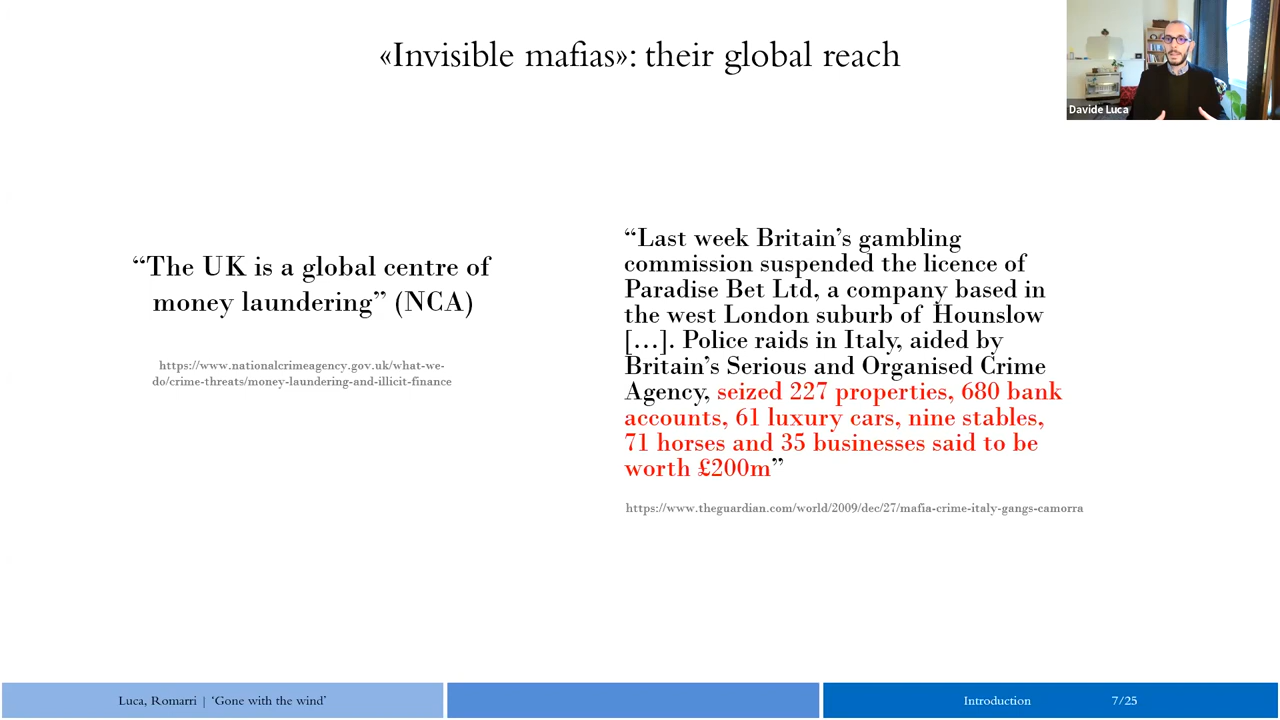 «Invisible mafias»: their global reach
Davide Luca
“The UK is a global centre of
money laundering” (NCA)
https://www.nationalcrimeagency.gov.uk/what-we-
do/crime-threats/money-laundering-and-illicit-finance
“Last week Britain’s gambling
commission suspended the licence of
Paradise Bet Ltd, a company based in
the west London suburb of Hounslow
[…]. Police raids in Italy, aided by
Britain’s Serious and Organised Crime
Agency, seized 227 properties, 680 bank
accounts, 61 luxury cars, nine stables,
71 horses and 35 businesses said to be
worth £200m”
https://www.theguardian.com/world/2009/dec/27/mafia-crime-italy-gangs-camorra
Luca, Romarri | ‘Gone with the wind’
Introduction
7/25